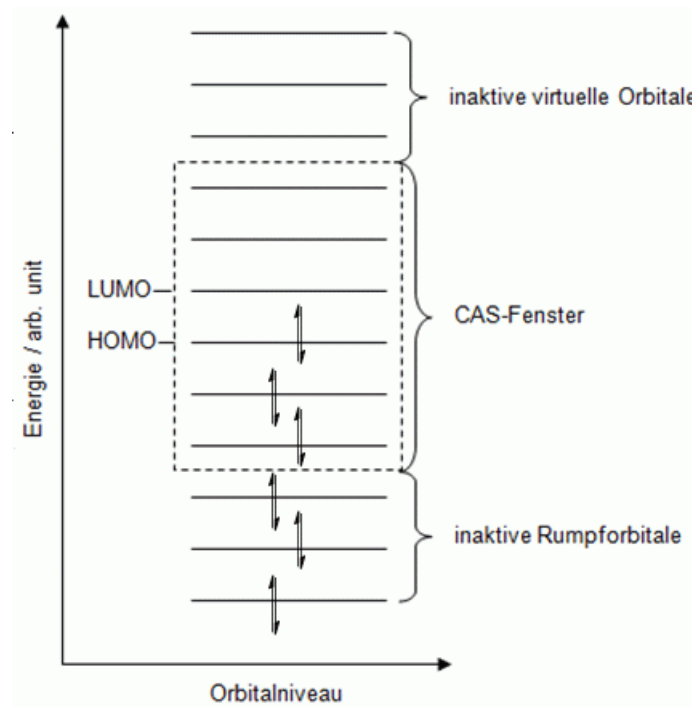 inaktive virtuelle Orbitale
LUMO
CAS-Fenster
HOMO
Energie / arb. unit
inaktive Rumpforbitale
Orbitalniveau